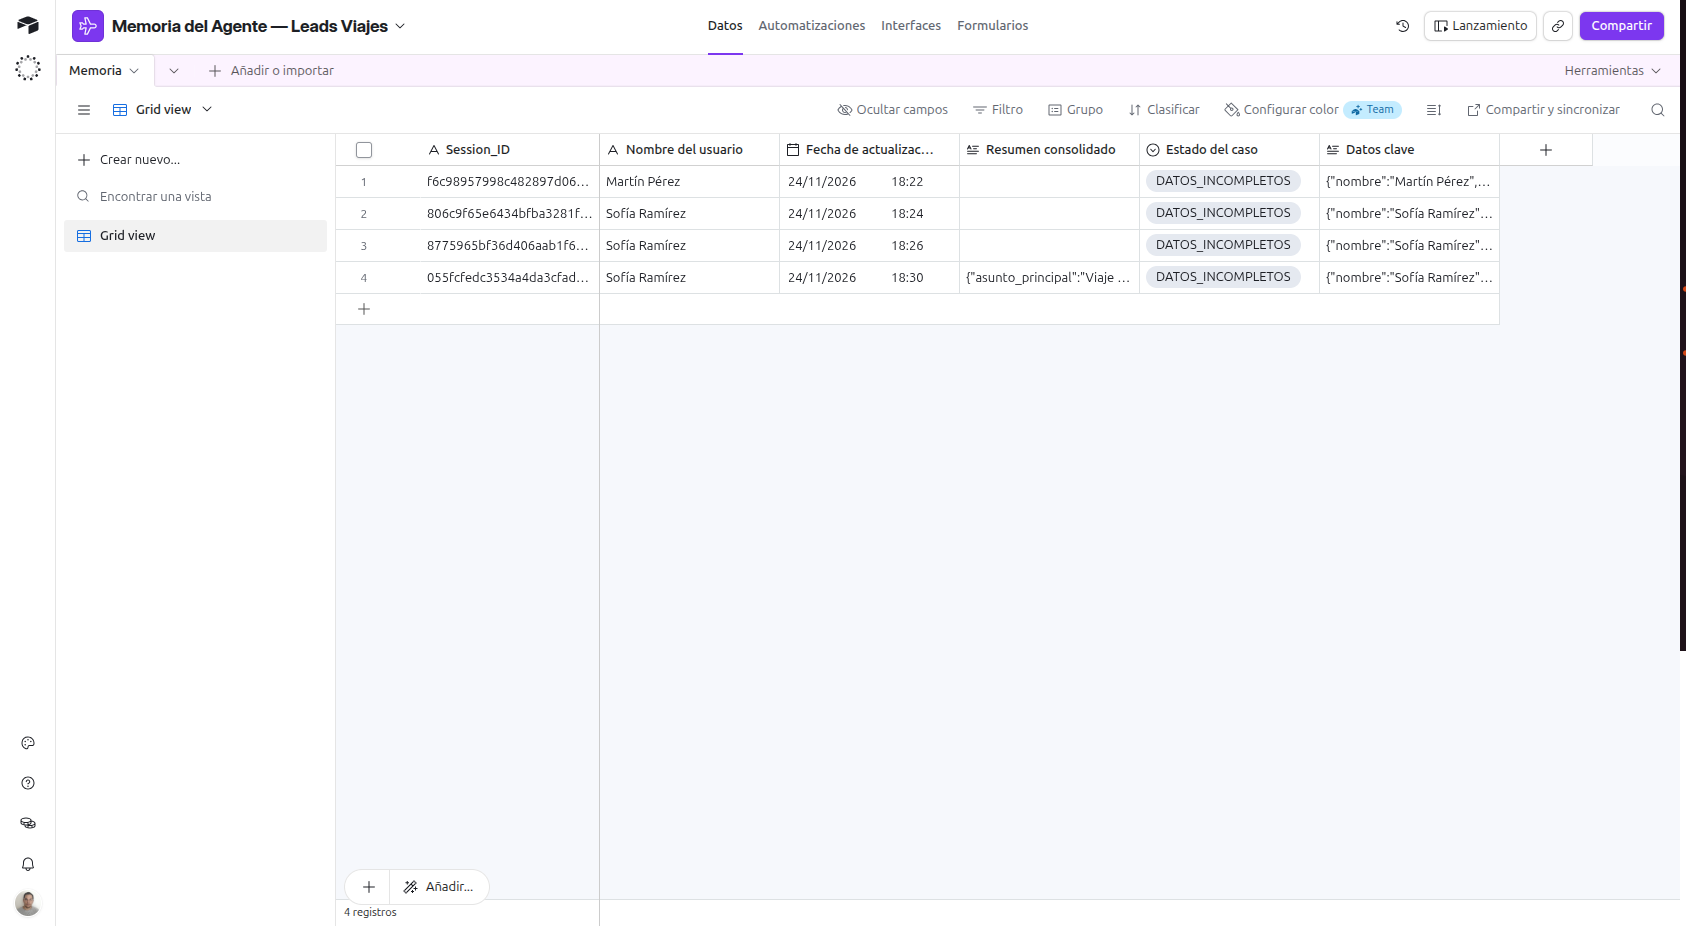 Memoria del Agente — Leads Viajes
Datos
Automatizaciones
Interfaces
Formularios
Lanzamiento
Compartir
Memoria
Añadir o importar
Herramientas
Grid view
Ocultar campos
Filtro
Grupo
Clasificar
Configurar color
Team
Compartir y sincronizar
Crear nuevo...
Encontrar una vista
Grid view
Session_ID Nombre del usuario Fecha de actualizac... Resumen consolidado Estado del caso Datos clave
1 f6c98957998c482897d06... Martín Pérez 24/11/2026 18:22 DATOS_INCOMPLETOS {"nombre":"Martín Pérez",...
2 806c9f65e6434bfba3281f... Sofía Ramírez 24/11/2026 18:24 DATOS_INCOMPLETOS {"nombre":"Sofía Ramírez"...
3 8775965bf36d406aab1f6... Sofía Ramírez 24/11/2026 18:26 DATOS_INCOMPLETOS {"nombre":"Sofía Ramírez"...
4 055fcfedc3534a4da3cfad... Sofía Ramírez 24/11/2026 18:30 {"asunto_principal":"Viaje ... DATOS_INCOMPLETOS {"nombre":"Sofía Ramírez"...
Añadir...
4 registros